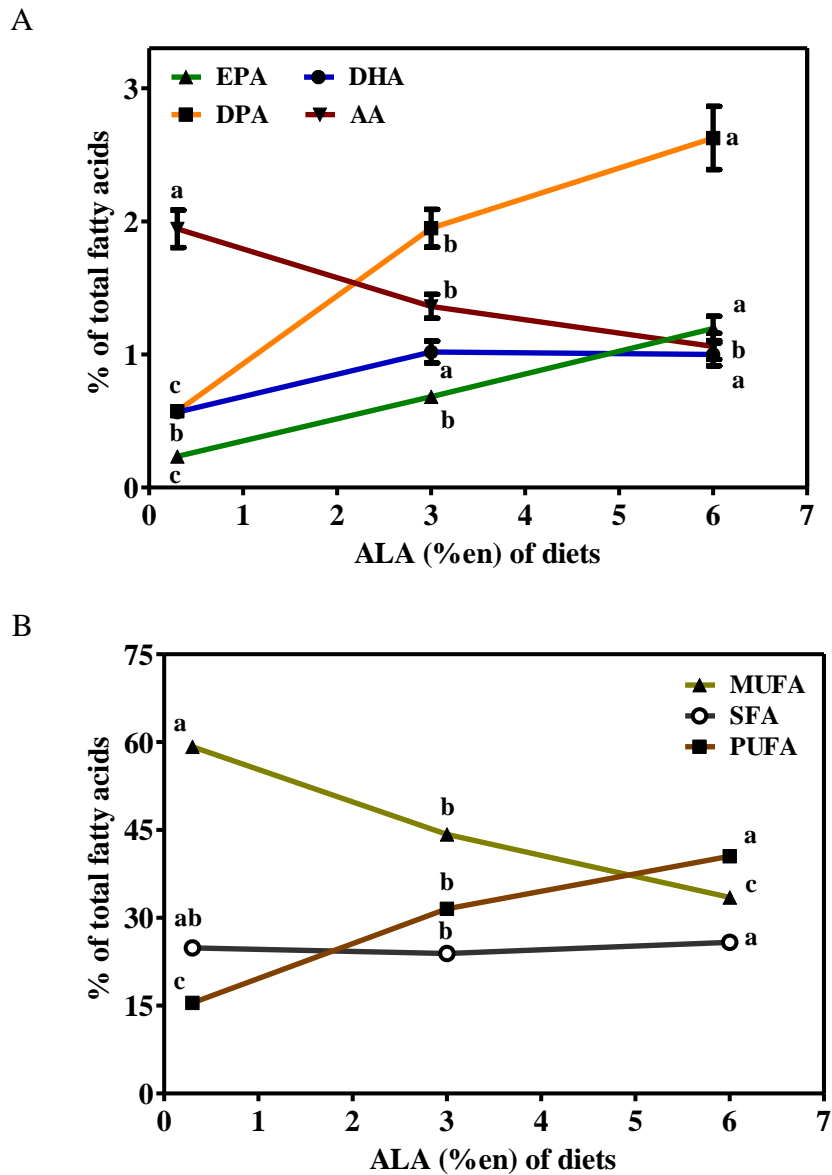 A
EPA DHA
DPA AA
3
2
1
0
% of total fatty acids
a
a
b
b
a
c
a
b
b
a
b
c
0 1 2 3 4 5 6 7
ALA (%en) of diets
B
MUFA
SFA
PUFA
75
60
45
30
15
0
% of total fatty acids
a
b
a
b
c
ab
b
a
c
0 1 2 3 4 5 6 7
ALA (%en) of diets